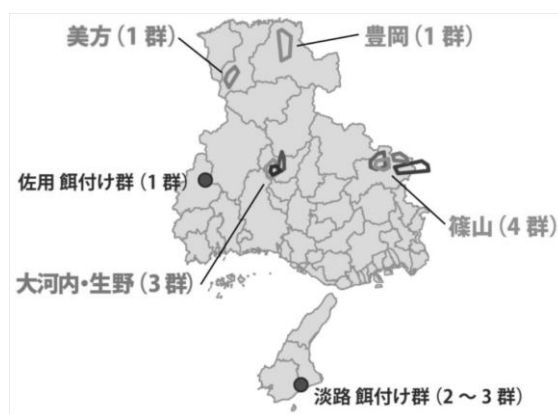 美方(1群)
豊岡(1群)
佐用 餌付け群(1群)
篠山(4群)
大河内・生野(3群)
淡路 餌付け群(2〜3群)